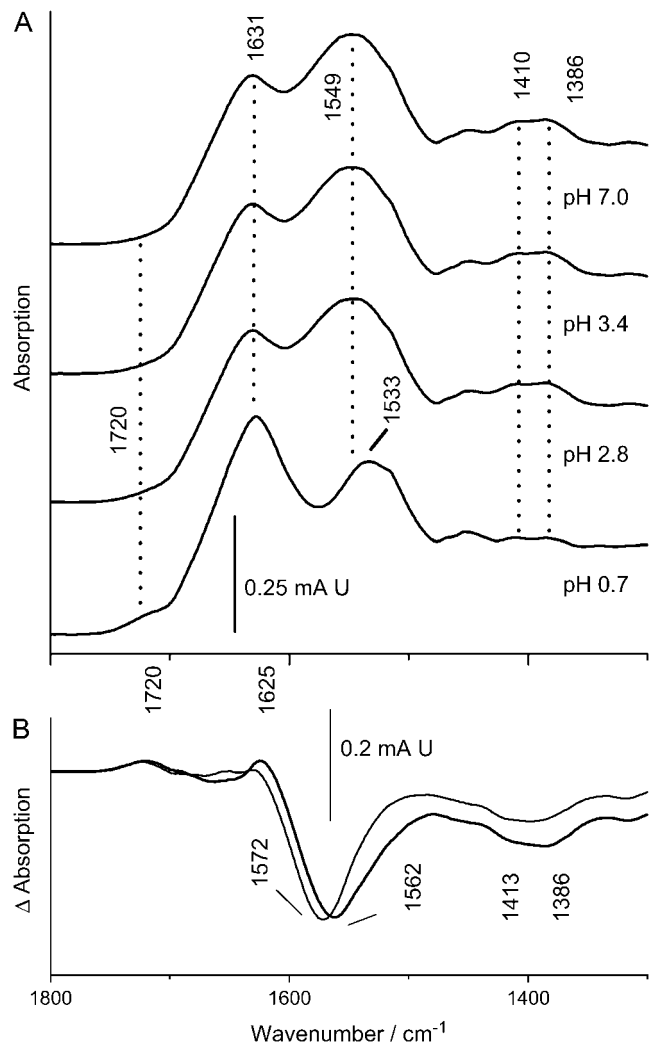 A
1631
1549
1410
1386
pH 7.0
pH 3.4
1720
1533
pH 2.8
0.25 mA U
pH 0.7
Absorption
1720
1625
B
0.2 mA U
1572
1562
1413
1386
Δ Absorption
1800
1600
1400
Wavenumber / cm⁻¹